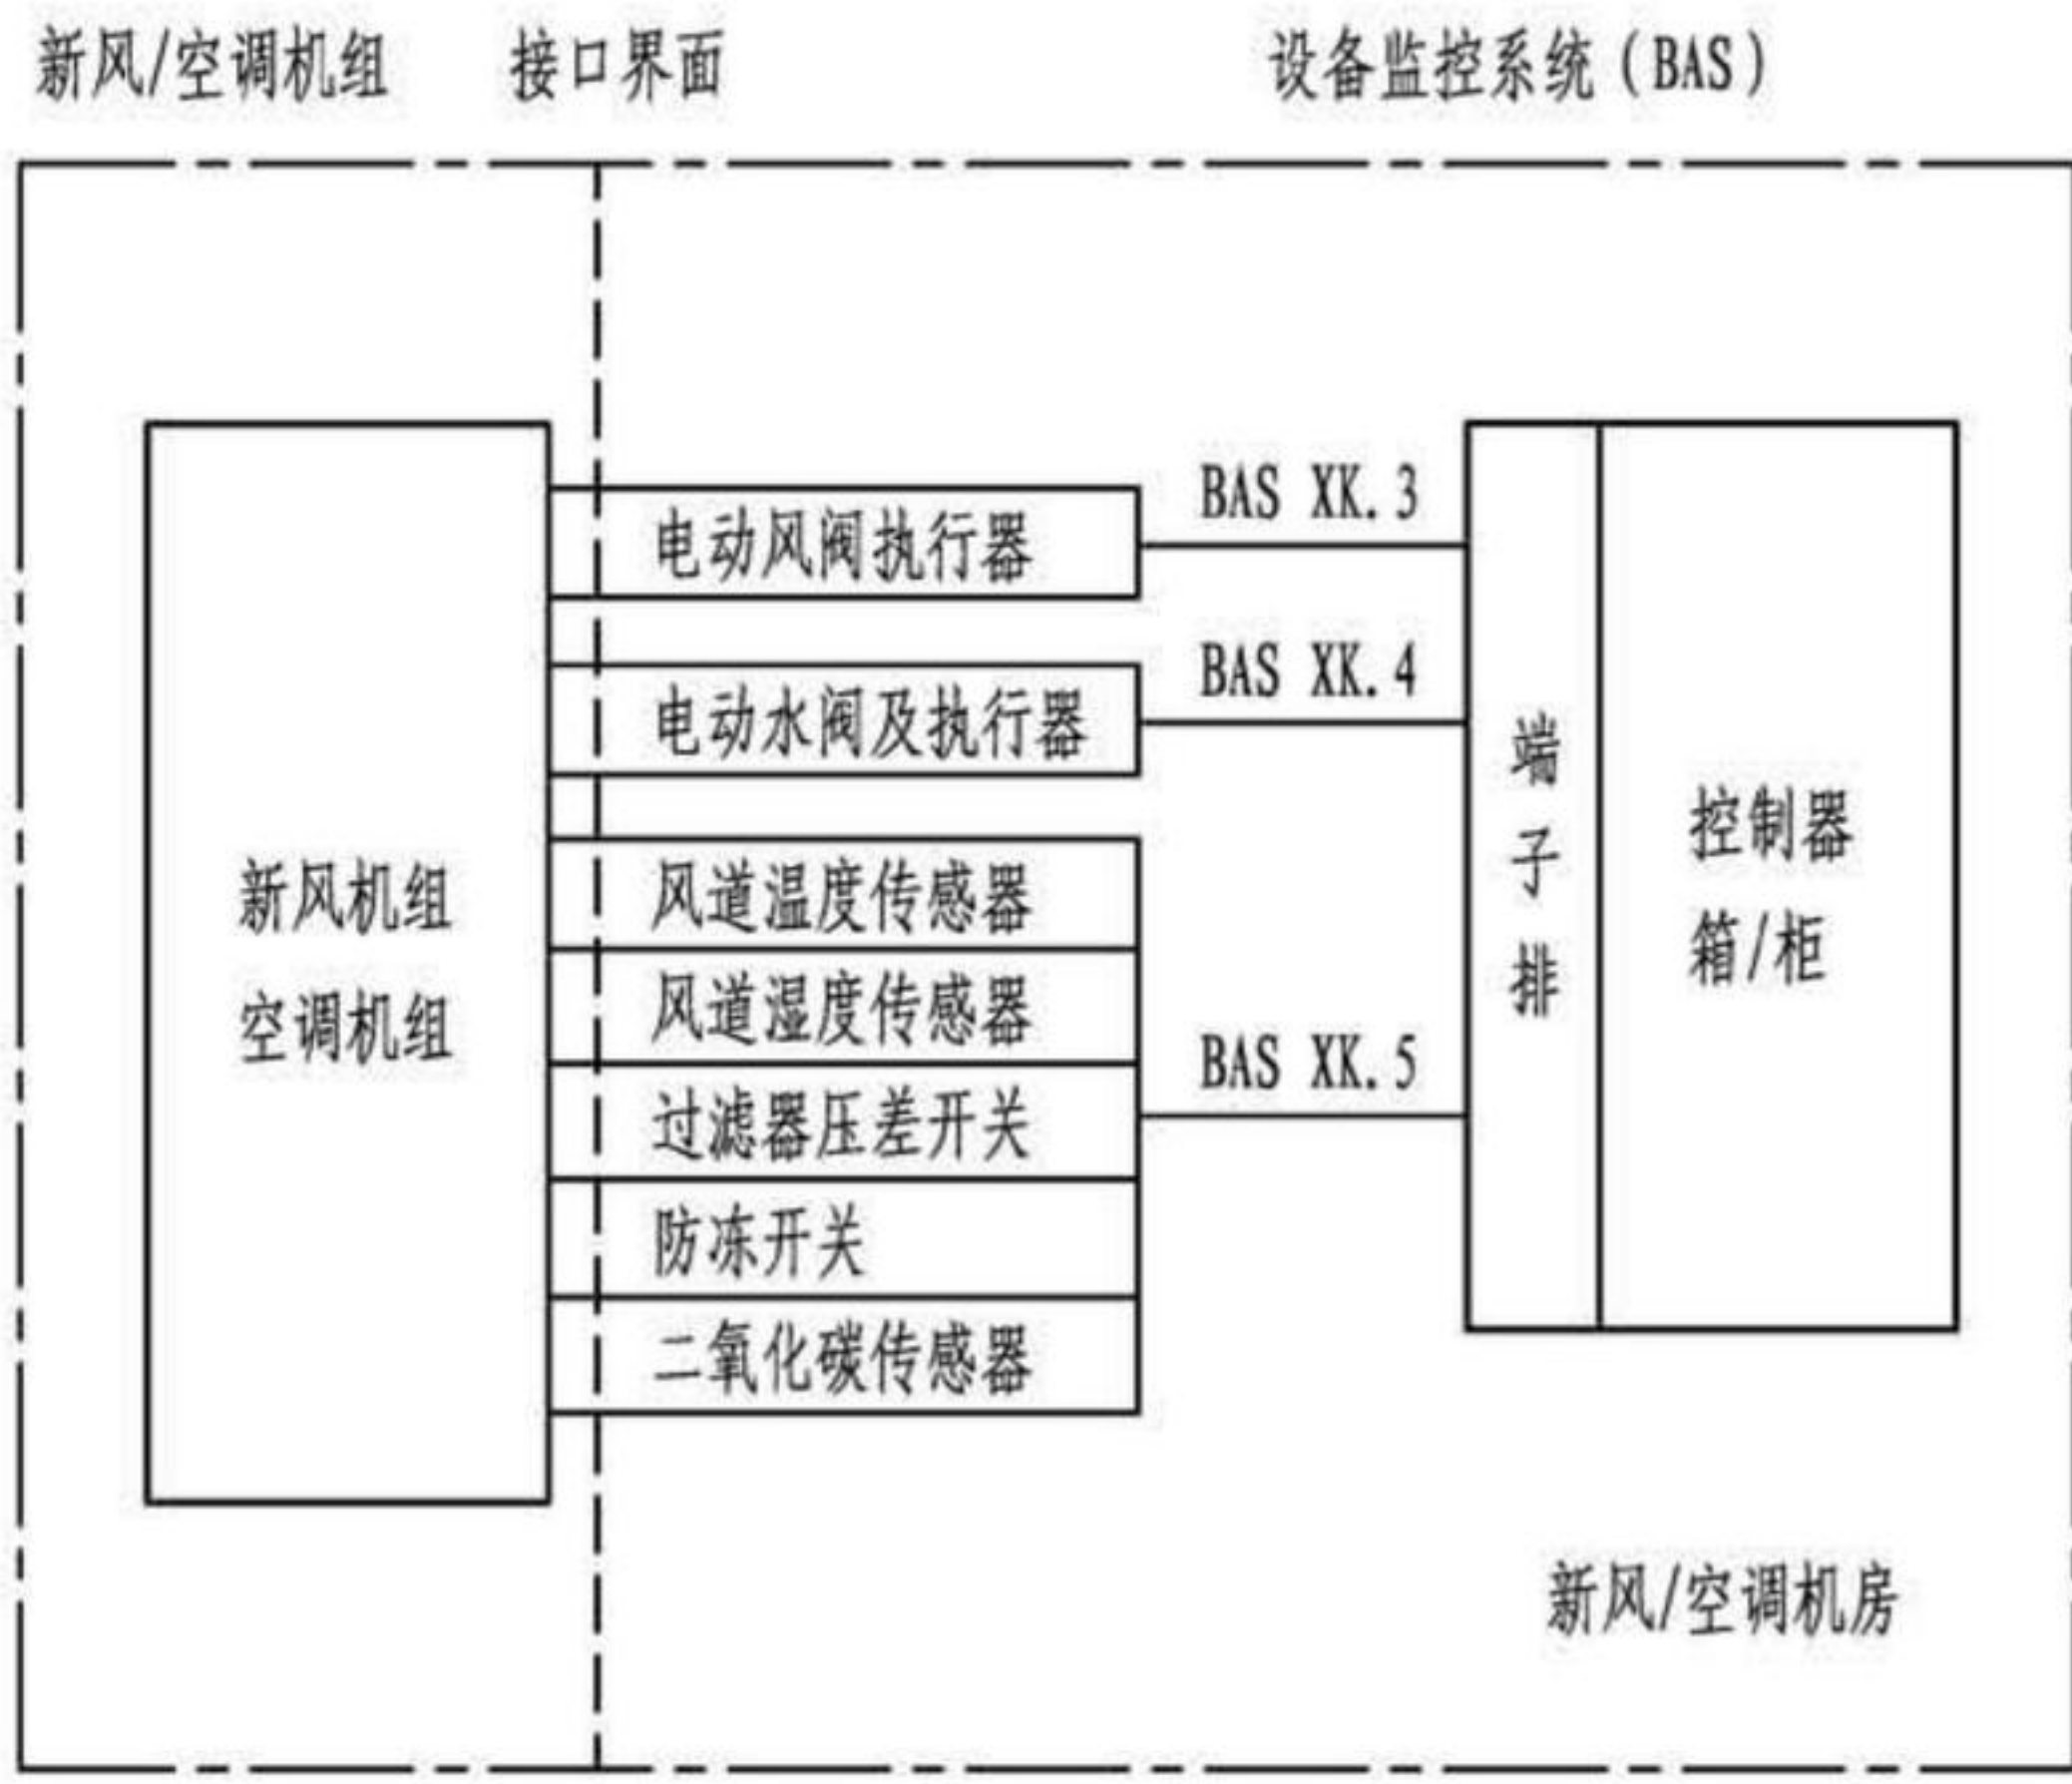 新风/空调机组 接口界面 设备监控系统（BAS）
电动风阀执行器
BAS XK.3
电动水阀及执行器
BAS XK.4
风道温度传感器
风道湿度传感器
过滤器压差开关
防冻开关
二氧化碳传感器
BAS XK.5
新风机组
空调机组
端子排
控制器
箱/柜
新风/空调机房